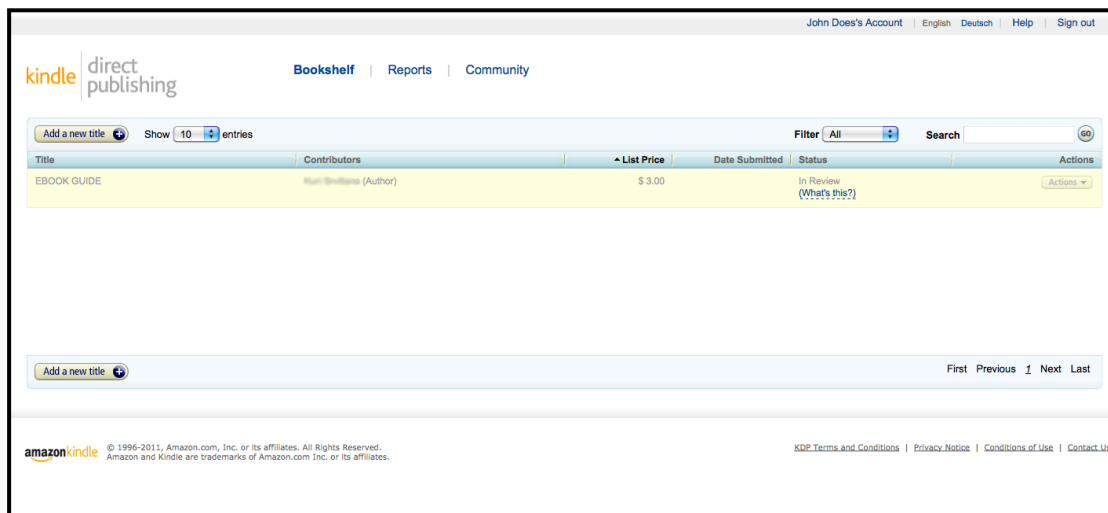 John Does's Account | English Deutsch | Help | Sign out
kindle direct publishing
Bookshelf | Reports | Community
Add a new title Show 10 entries Filter All Search GO
Title Contributors List Price Date Submitted Status Actions
EBOOK GUIDE (Author) $ 3.00 In Review Actions
(What's this?)
Add a new title First Previous 1 Next Last
amazonkindle © 1996-2011, Amazon.com, Inc. or its affiliates. All Rights Reserved. KDP Terms and Conditions | Privacy Notice | Conditions of Use | Contact Us
Amazon and Kindle are trademarks of Amazon.com Inc. or its affiliates.